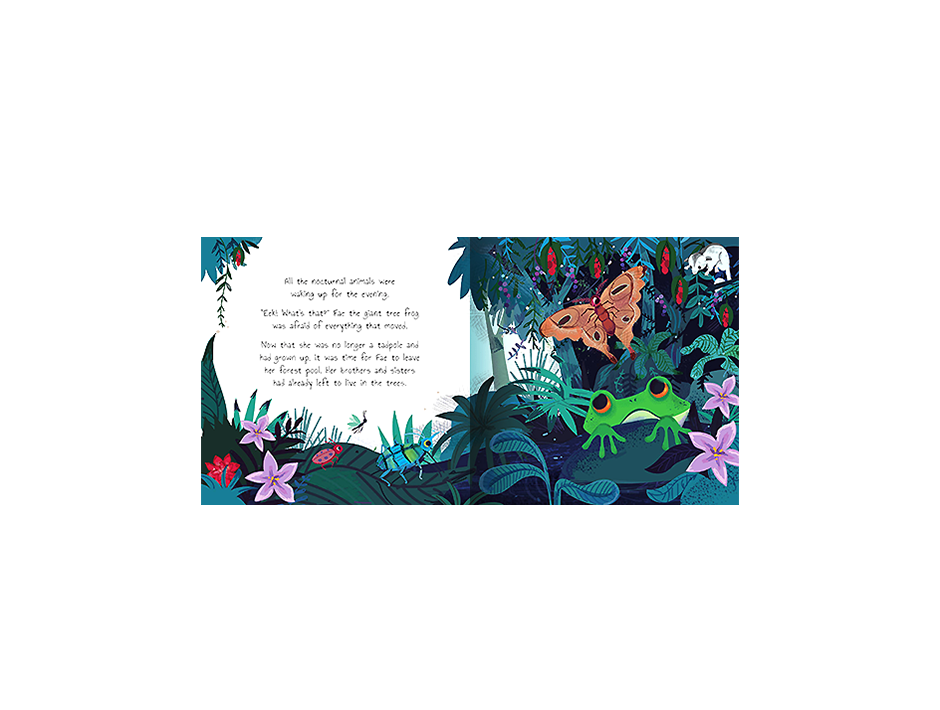 All the nocturnal animals were
waking up for the evening.
"Eek! What's that?" Fae the giant tree frog
was afraid of everything that moved.
Now that she was no longer a tadpole and
had grown up, it was time for Fae to leave
her forest pool. Her brothers and sisters
had already left to live in the trees.